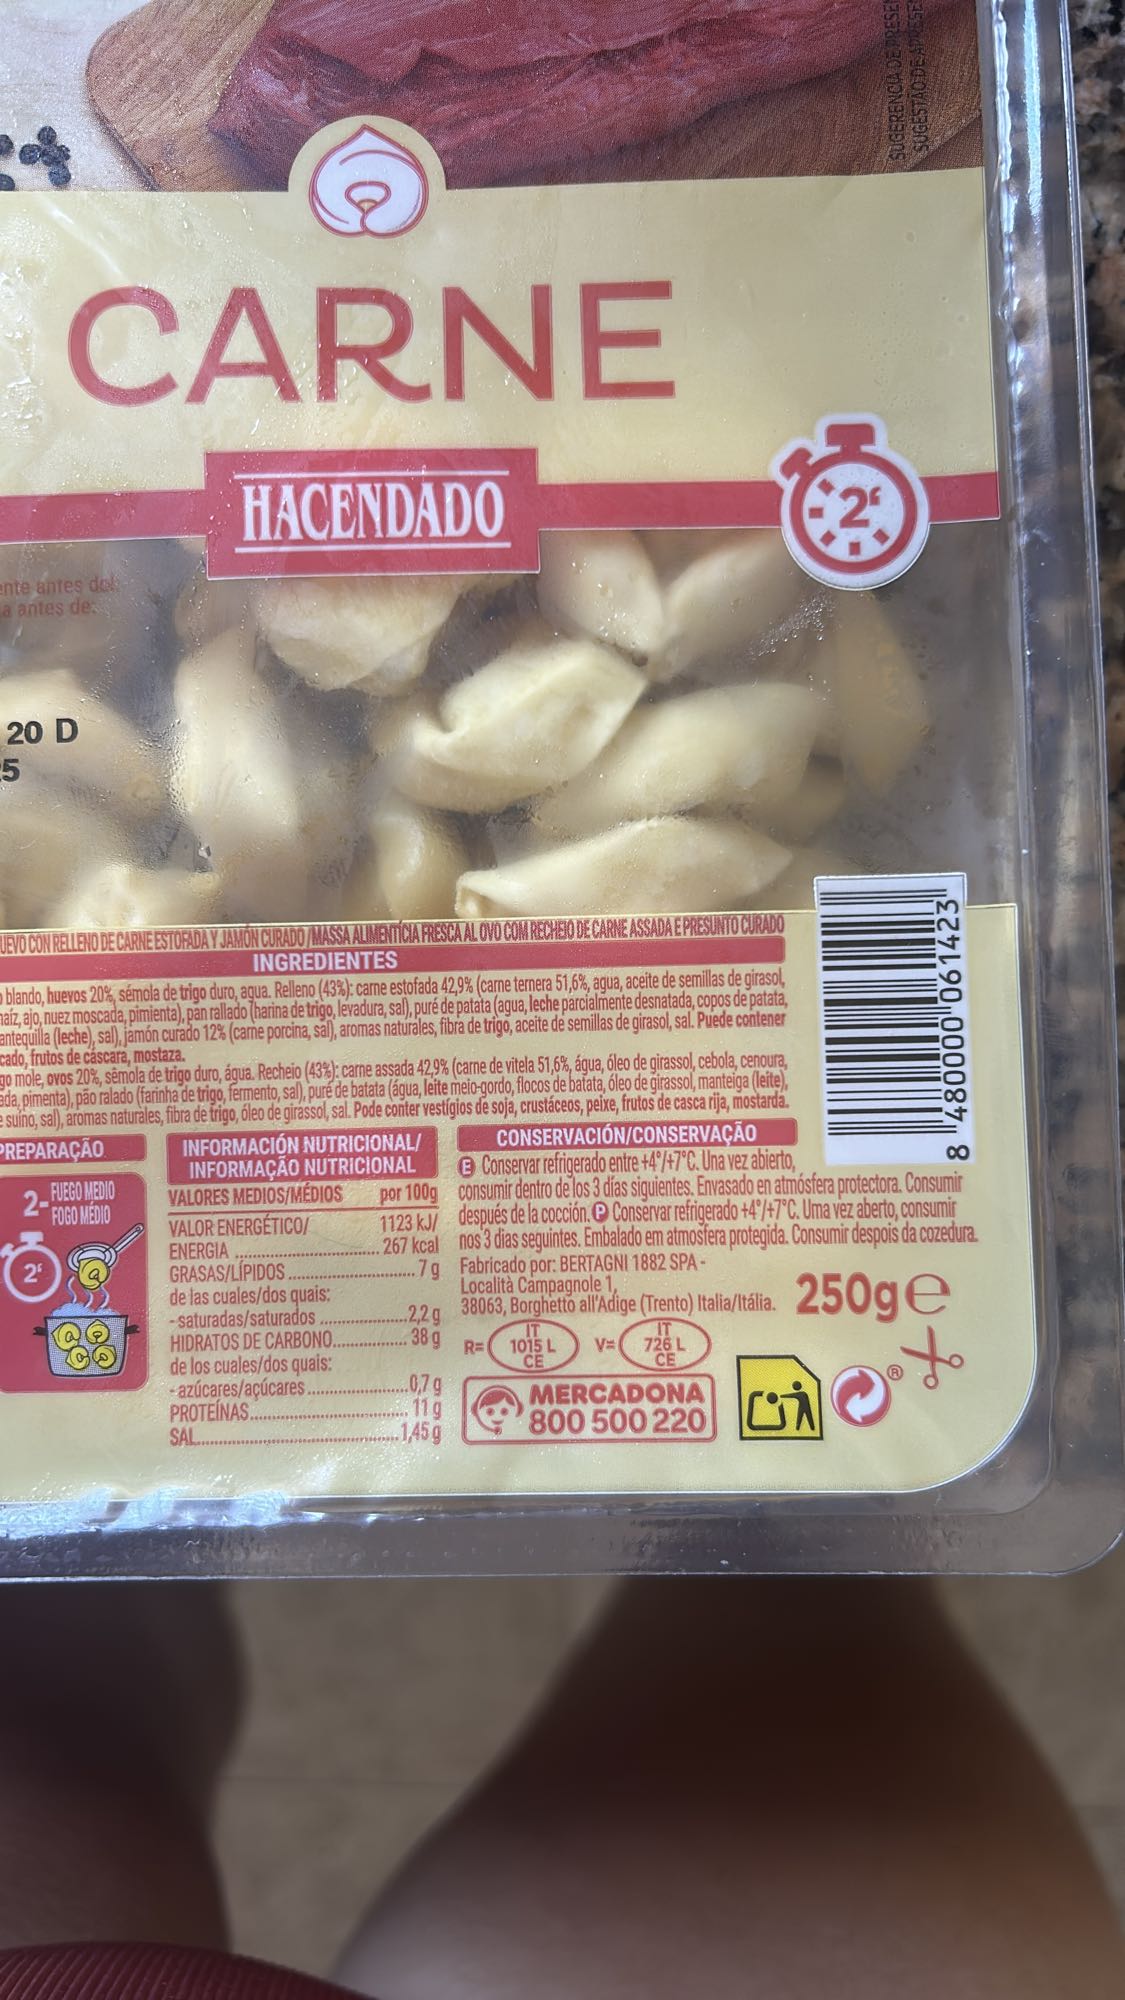 SUGERENCIA DE PRESEN
SUGESTÃO DE APRESE
CARNE
HACENDADO
2'
ente antes del:
a antes de:
20 D
25
UEVO CON RELLENO DE CARNE ESTOFADA Y JAMÓN CURADO / MASSA ALIMENTÍCIA FRESCA AL OVO COM RECHEIO DE CARNE ASSADA E PRESUNTO CURADO
INGREDIENTES
blando, huevos 20%, sémola de trigo duro, agua. Relleno (43%): carne estofada 42,9% (carne ternera 51,6%, agua, aceite de semillas de girasol,
maíz, ajo, nuez moscada, pimienta), pan rallado (harina de trigo, levadura, sal), puré de patata (agua, leche parcialmente desnatada, copos de patata,
antequilla (leche), sal), jamón curado 12% (carne porcina, sal), aromas naturales, fibra de trigo, aceite de semillas de girasol, sal. Puede contener
cado, frutos de cáscara, mostaza.
go mole, ovos 20%, sêmola de trigo duro, água. Recheio (43%): carne assada 42,9% (carne de vitela 51,6%, água, óleo de girassol, cebola, cenoura,
ada, pimenta), pão ralado (farinha de trigo, fermento, sal), puré de batata (água, leite meio-gordo, flocos de batata, óleo de girassol, manteiga (leite),
e suíno, sal), aromas naturales, fibra de trigo, óleo de girassol, sal. Pode conter vestígios de soja, crustáceos, peixe, frutos de casca rija, mostarda.
PREPARAÇÃO
2- FUEGO MEDIO
FOGO MÉDIO
2'
INFORMACIÓN NUTRICIONAL/
INFORMAÇÃO NUTRICIONAL
VALORES MEDIOS/MÉDIOS por 100g
VALOR ENERGÉTICO/ 1123 kJ/
ENERGIA ........ 267 kcal
GRASAS/LÍPIDOS ........ 7 g
de las cuales/dos quais:
- saturadas/saturados ........ 2,2 g
HIDRATOS DE CARBONO........ 38 g
de los cuales/dos quais:
- azúcares/açúcares ........ 0,7 g
PROTEÍNAS........ 11 g
SAL........ 1,45 g
CONSERVACIÓN/CONSERVAÇÃO
E Conservar refrigerado entre +4°/+7°C. Una vez abierto,
consumir dentro de los 3 días siguientes. Envasado en atmósfera protectora. Consumir
después de la cocción. P Conservar refrigerado +4°/+7°C. Uma vez aberto, consumir
nos 3 dias seguintes. Embalado em atmosfera protegida. Consumir despois da cozedura.
Fabricado por: BERTAGNI 1882 SPA -
Località Campagnole 1,
38063, Borghetto all'Adige (Trento) Italia/Itália.
250g e
R= IT 1015 L CE V= IT 726 L CE
MERCADONA
800 500 220
®
8 480000 061423